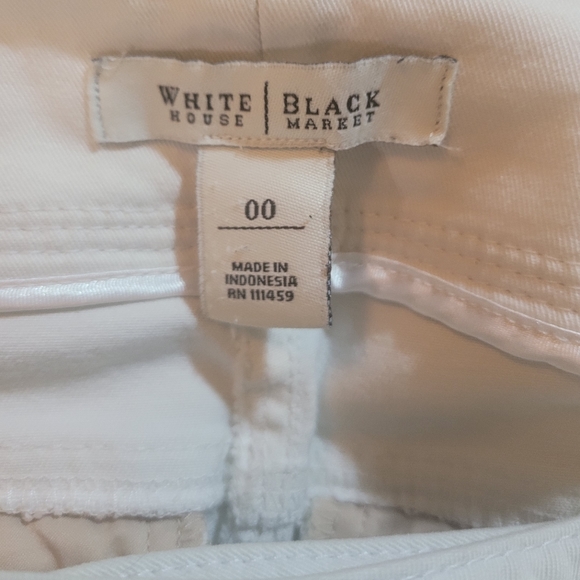 WHITE | BLACK
HOUSE | MARKET
00
MADE IN
INDONESIA
RN 111459